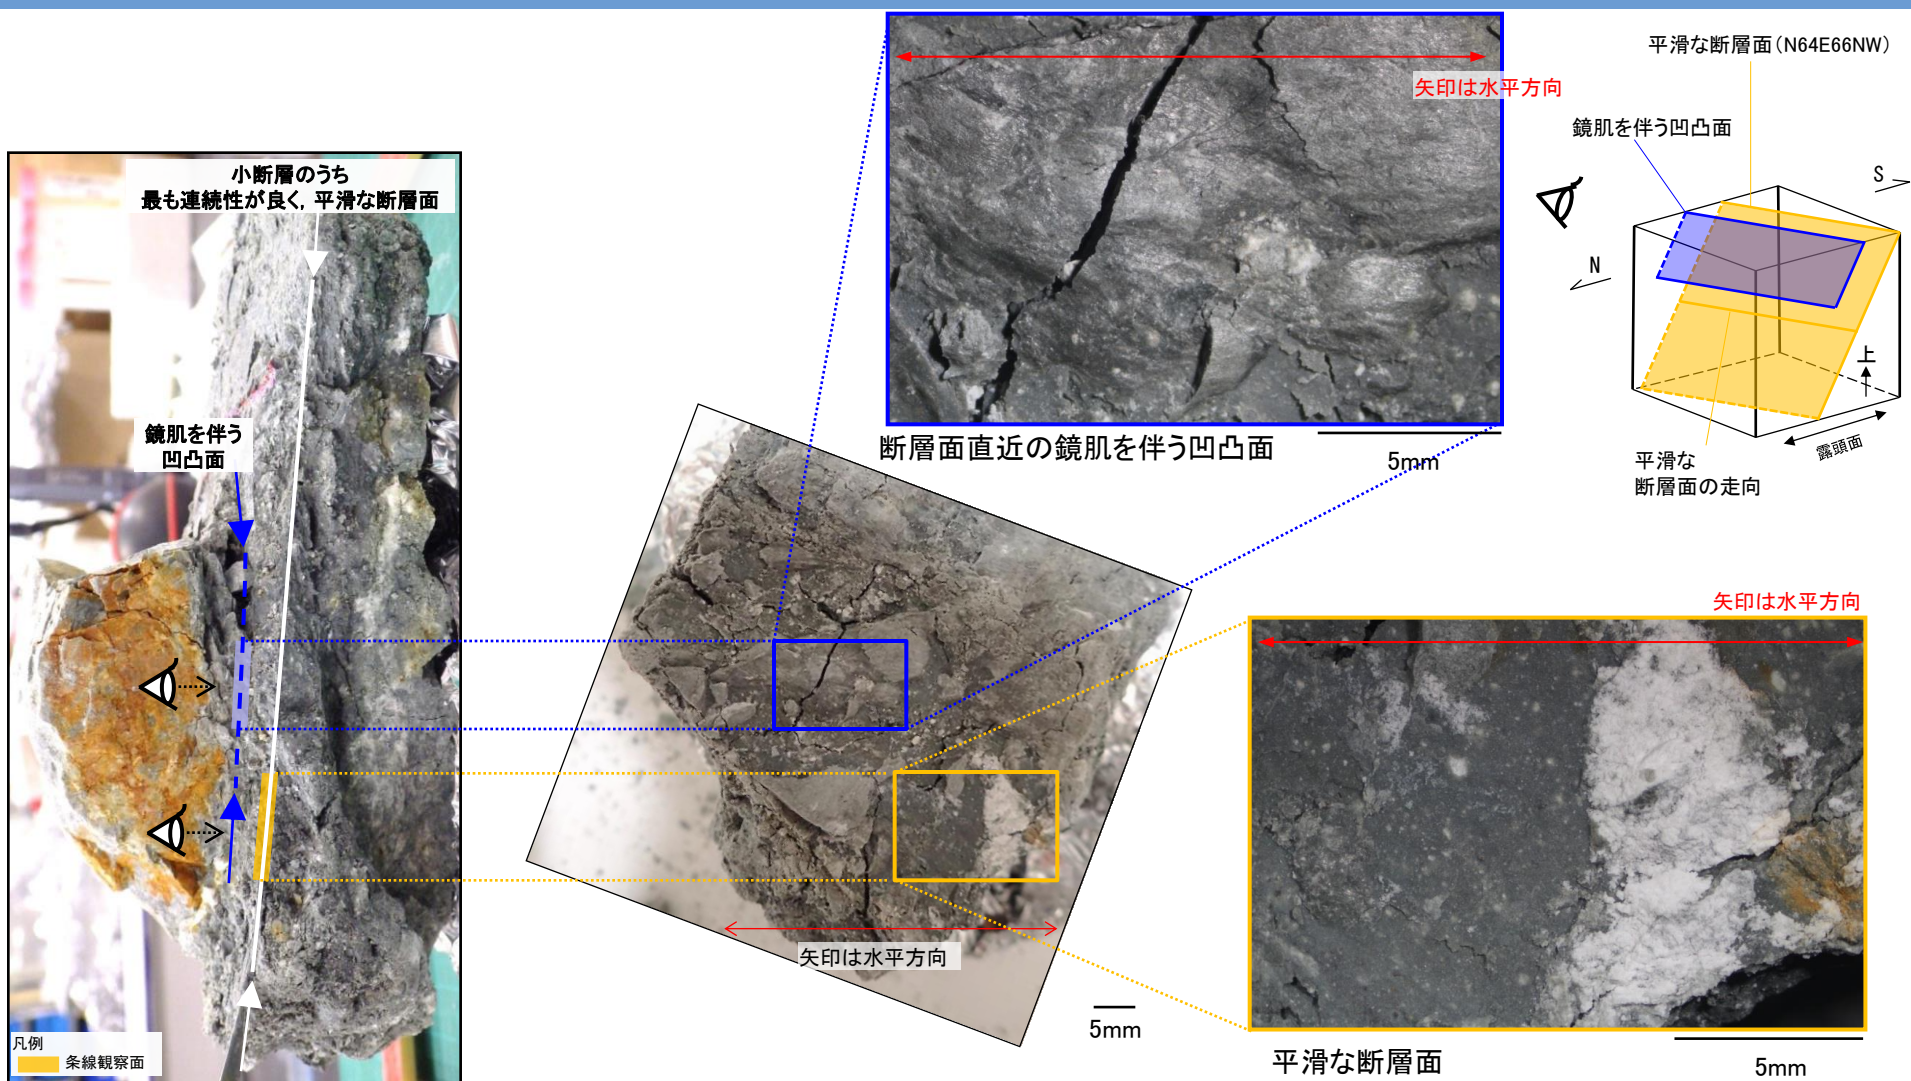 小断層のうち
最も連続性が良く, 平滑な断層面
鏡肌を伴う
凹凸面
凡例
条線観察面
矢印は水平方向
断層面直近の鏡肌を伴う凹凸面
5mm
矢印は水平方向
5mm
平滑な断層面(N64E66NW)
鏡肌を伴う凹凸面
S
N
上
露頭面
平滑な
断層面の走向
矢印は水平方向
平滑な断層面
5mm